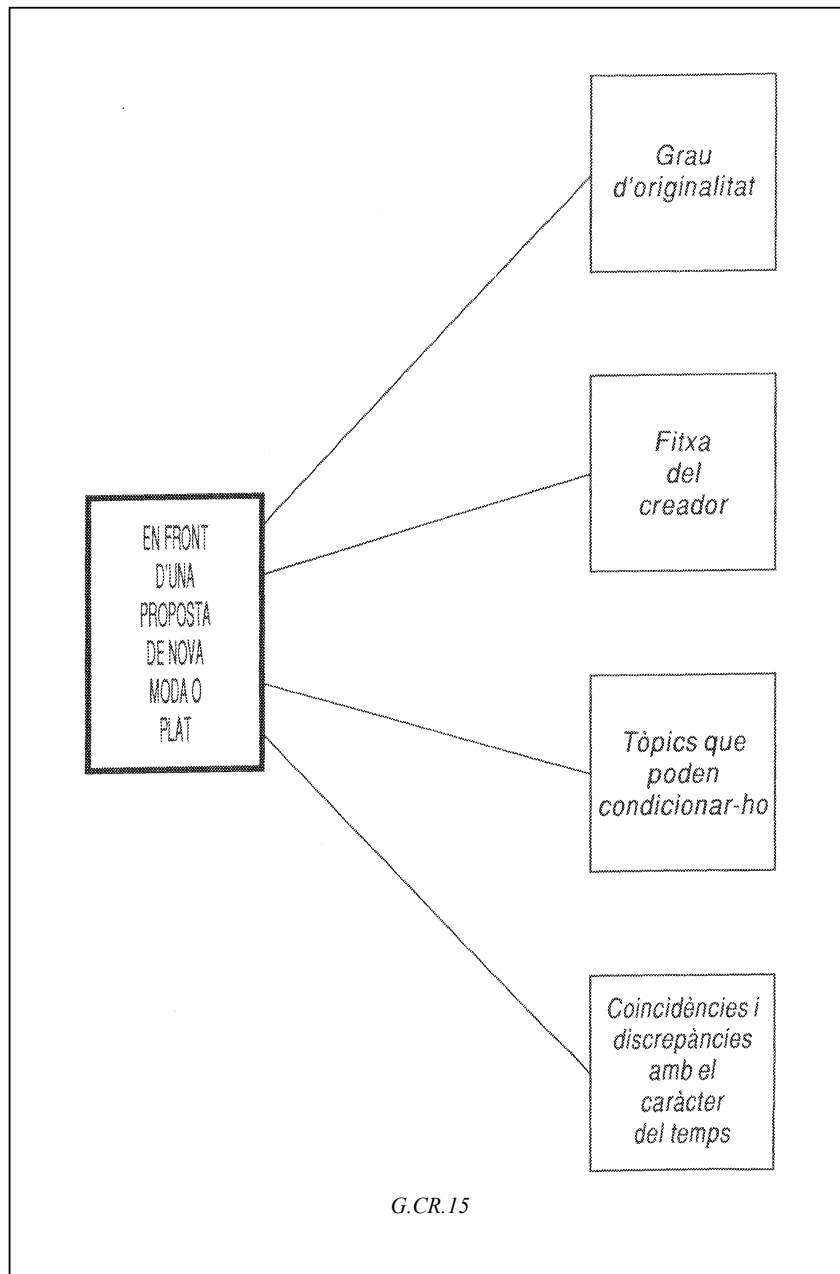 Grau
d'originalitat
Fitxa
del
creador
EN FRONT
D'UNA
PROPOSTA
DE NOVA
MODA O
PLAT
Tòpics que
poden
condicionar-ho
Coincidències i
discrepàncies
amb el
caràcter
del temps
G.CR.15